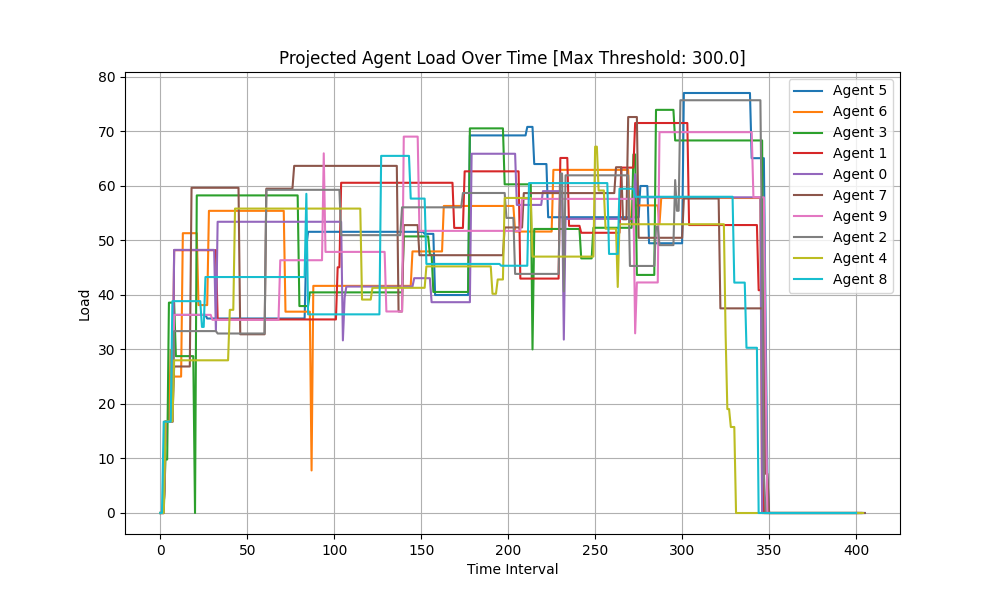 Projected Agent Load Over Time [Max Threshold: 300.0]
80
70
60
50
40
30
20
10
0
Load
0 50 100 150 200 250 300 350 400
Time Interval
Agent 5
Agent 6
Agent 3
Agent 1
Agent 0
Agent 7
Agent 9
Agent 2
Agent 4
Agent 8